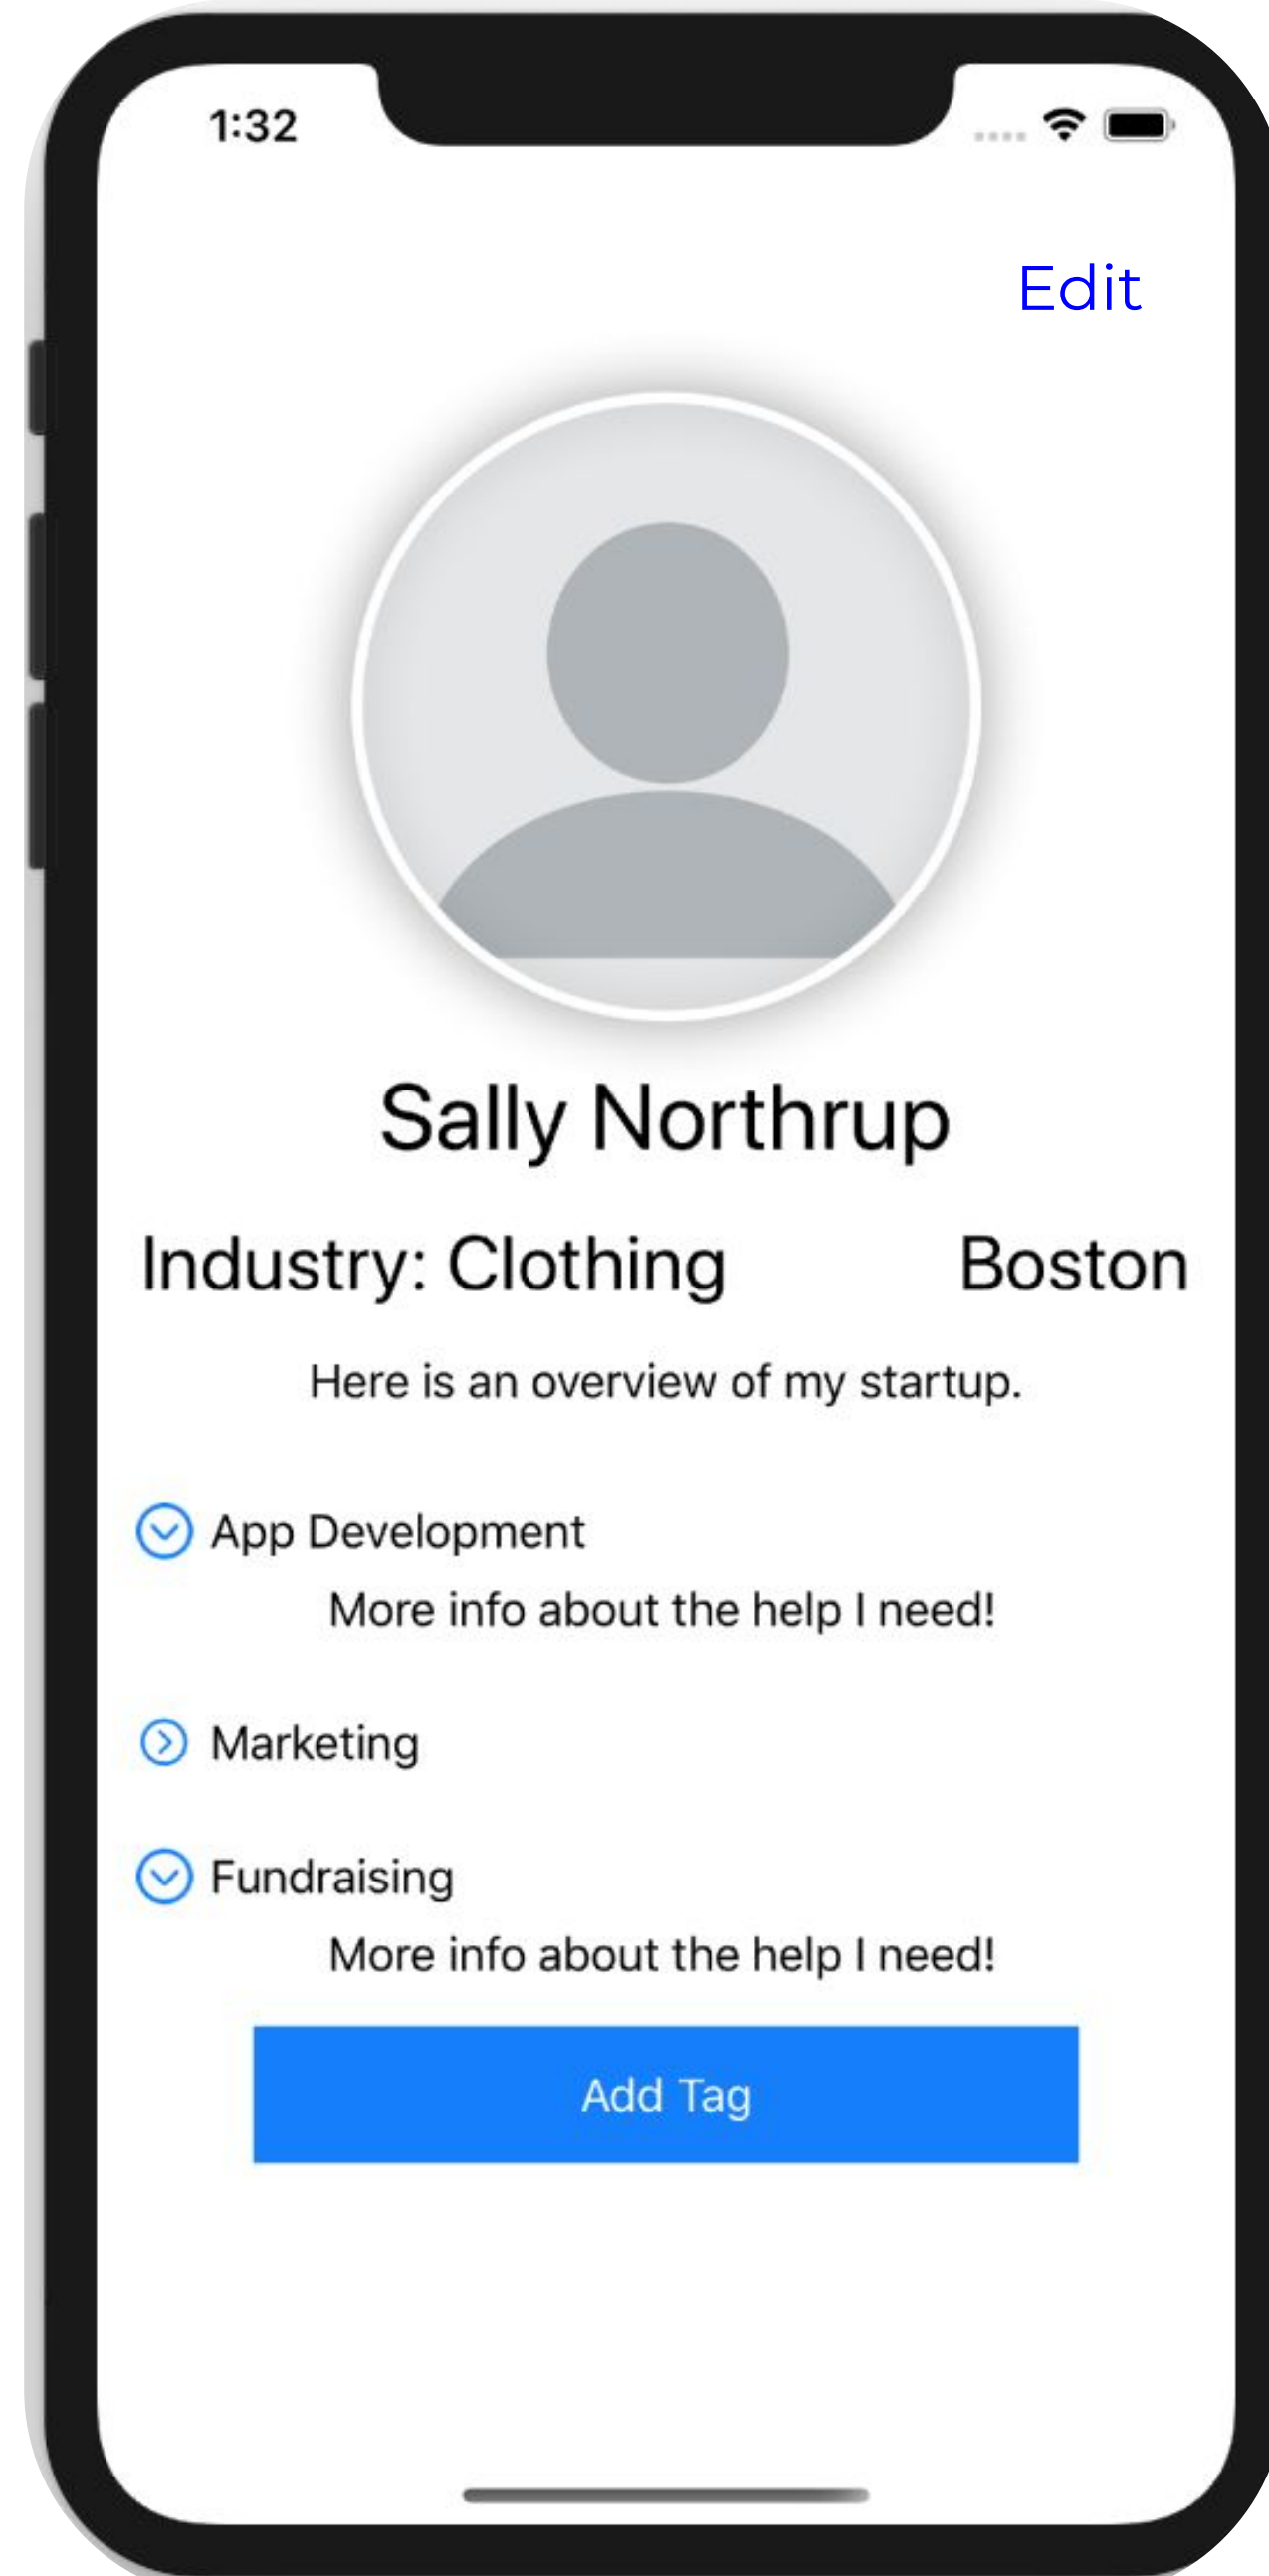 1:32
Edit
Sally Northrup
Industry: Clothing Boston
Here is an overview of my startup.
App Development
More info about the help I need!
Marketing
Fundraising
More info about the help I need!
Add Tag